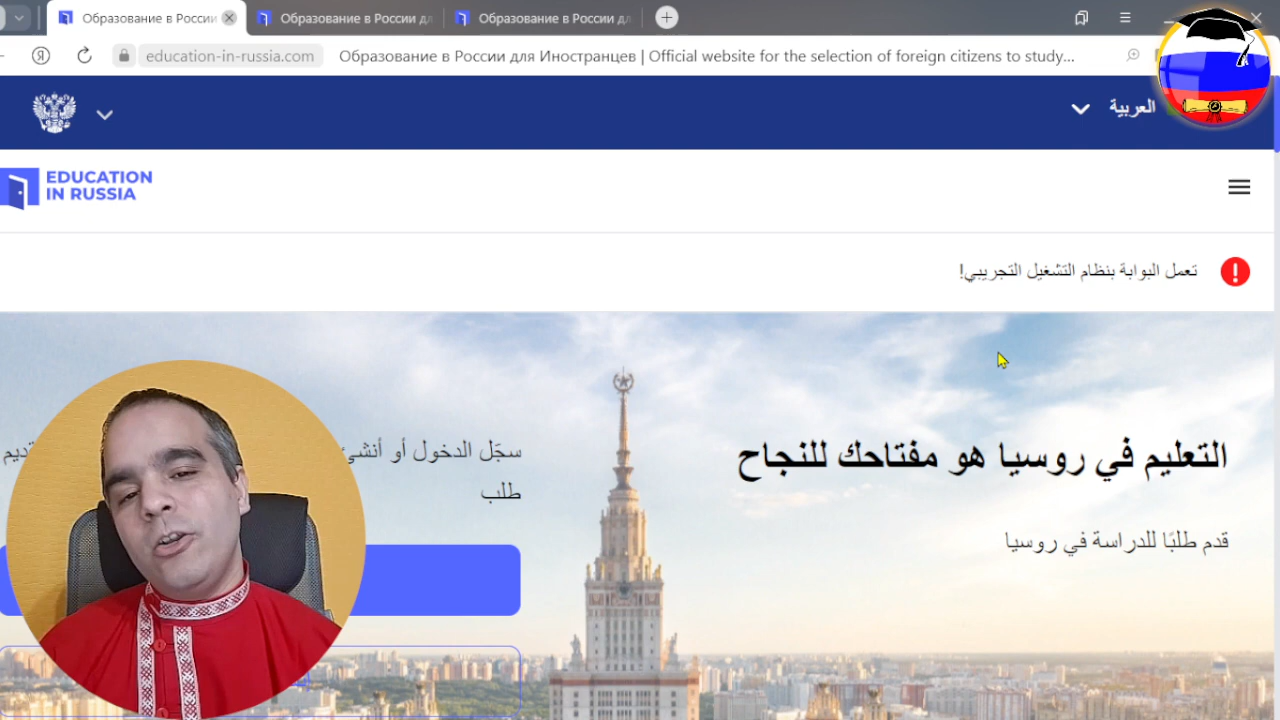 Образование в России
Образование в России дл
Образование в России дл
education-in-russia.com
Образование в России для Иностранцев | Official website for the selection of foreign citizens to study...
العربية
EDUCATION
IN RUSSIA
تعمل البوابة بنظام التشغيل التجريبي!
التعليم في روسيا هو مفتاحك للنجاح
قدم طلبًا للدراسة في روسيا
سجَل الدخول أو أنشئ
طلب